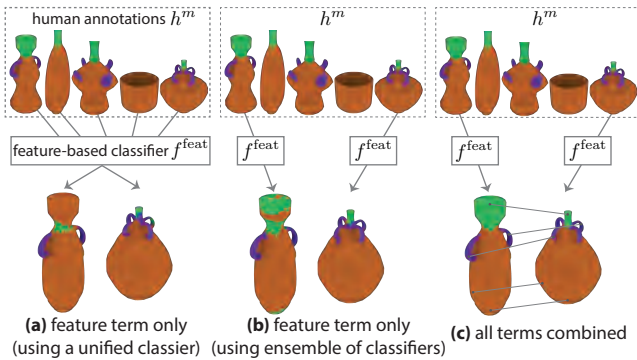 human annotations h^m
h^m
h^m
feature-based classifier f^feat
f^feat
f^feat
f^feat
f^feat
(a) feature term only
(using a unified classier)
(b) feature term only
(using ensemble of classifiers)
(c) all terms combined